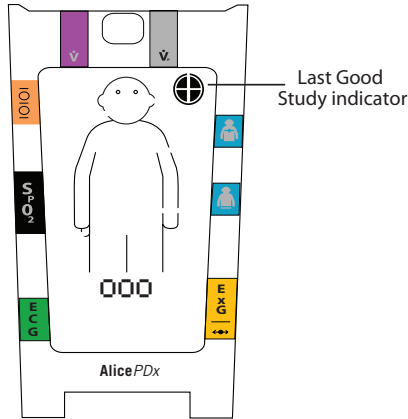 V̇
V̇.
Last Good
Study indicator
IOIOI
SpO2
000
ECG
ExG
AlicePDx